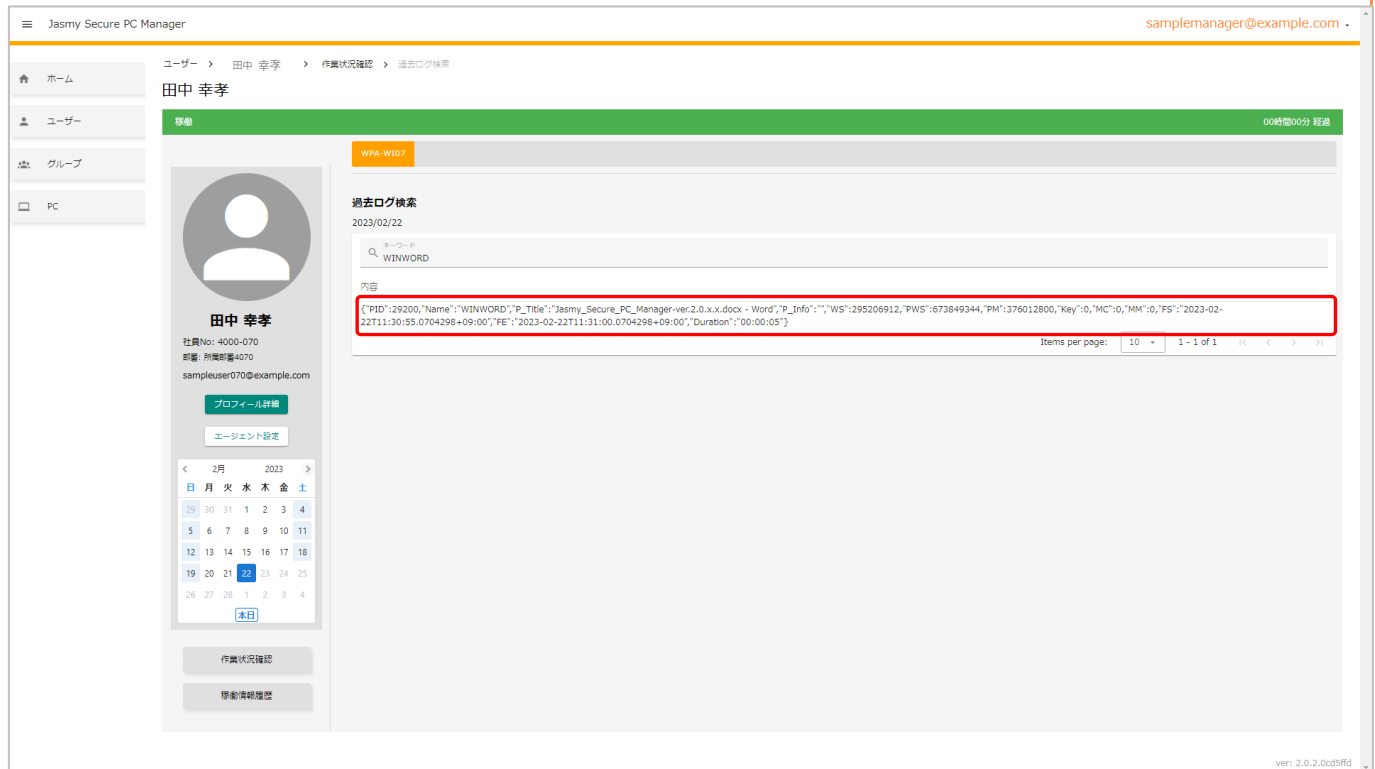 Jasmy Secure PC Manager
samplemanager@example.com
ホーム
ユーザー
グループ
PC
ユーザー > 田中 幸孝 > 作業状況確認 > 過去ログ検索
田中 幸孝
稼働
00時間00分 経過
WPA-WI07
田中 幸孝
社員No: 4000-070
部署: 所属部署4070
sampleuser070@example.com
プロフィール詳細
エージェント設定
2月 2023
日 月 火 水 木 金 土
29 30 31 1 2 3 4
5 6 7 8 9 10 11
12 13 14 15 16 17 18
19 20 21 22 23 24 25
26 27 28 1 2 3 4
本日
作業状況確認
稼働情報履歴
過去ログ検索
2023/02/22
キーワード
WINWORD
内容
{"PID":29200,"Name":"WINWORD","P_Title":"Jasmy_Secure_PC_Manager-ver.2.0.x.x.docx - Word","P_Info":"","WS":295206912,"PWS":673849344,"PM":376012800,"Key":0,"MC":0,"MM":0,"FS":"2023-02-
22T11:30:55.0704298+09:00","FE":"2023-02-22T11:31:00.0704298+09:00","Duration":"00:00:05"}
Items per page: 10 1 - 1 of 1
ver: 2.0.2.0cd5ffd